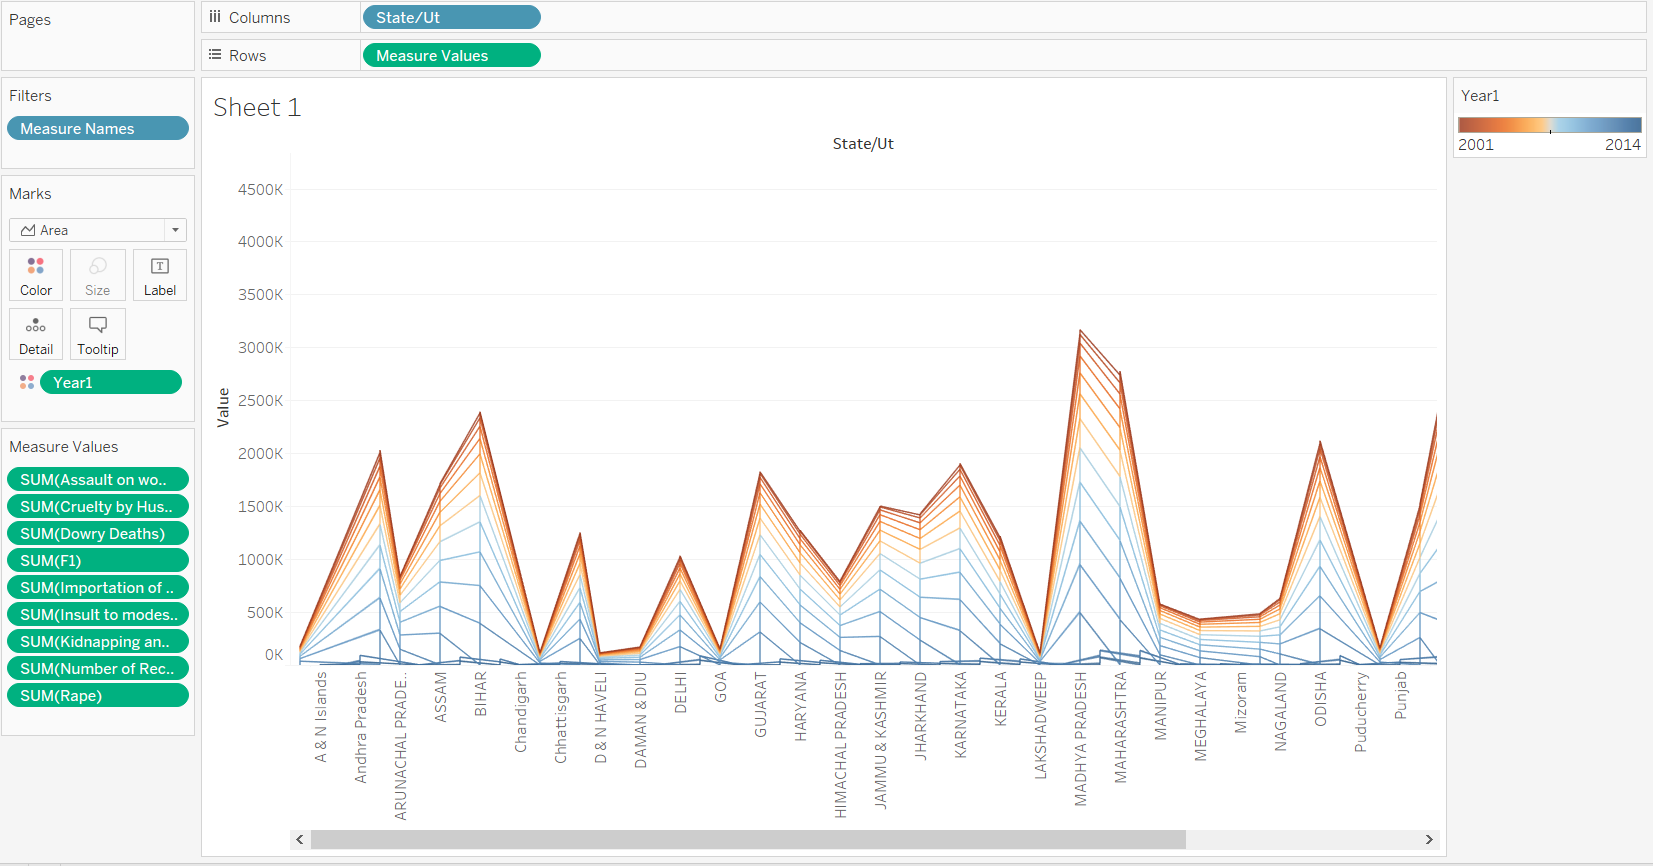 Pages
Columns
State/Ut
Rows
Measure Values
Filters
Measure Names
Marks
Area
Color
Size
Label
T
Detail
Tooltip
Year1
Measure Values
SUM(Assault on wo..
SUM(Cruelty by Hus..
SUM(Dowry Deaths)
SUM(F1)
SUM(Importation of ..
SUM(Insult to modes..
SUM(Kidnapping an..
SUM(Number of Rec..
SUM(Rape)
Sheet 1
State/Ut
Value
4500K
4000K
3500K
3000K
2500K
2000K
1500K
1000K
500K
0K
A & N Islands
Andhra Pradesh
ARUNACHAL PRADE..
ASSAM
BIHAR
Chandigarh
Chhattisgarh
D & N HAVELI
DAMAN & DIU
DELHI
GOA
GUJARAT
HARYANA
HIMACHAL PRADESH
JAMMU & KASHMIR
JHARKHAND
KARNATAKA
KERALA
LAKSHADWEEP
MADHYA PRADESH
MAHARASHTRA
MANIPUR
MEGHALAYA
Mizoram
NAGALAND
ODISHA
Puducherry
Punjab
Year1
2001 2014